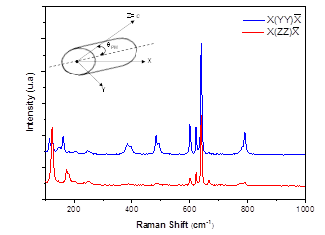 X(YY)X̅
X(ZZ)X̅
c
θ
X
Y
Intensity (u.a)
200
400
600
800
1000
Raman Shift (cm⁻¹)